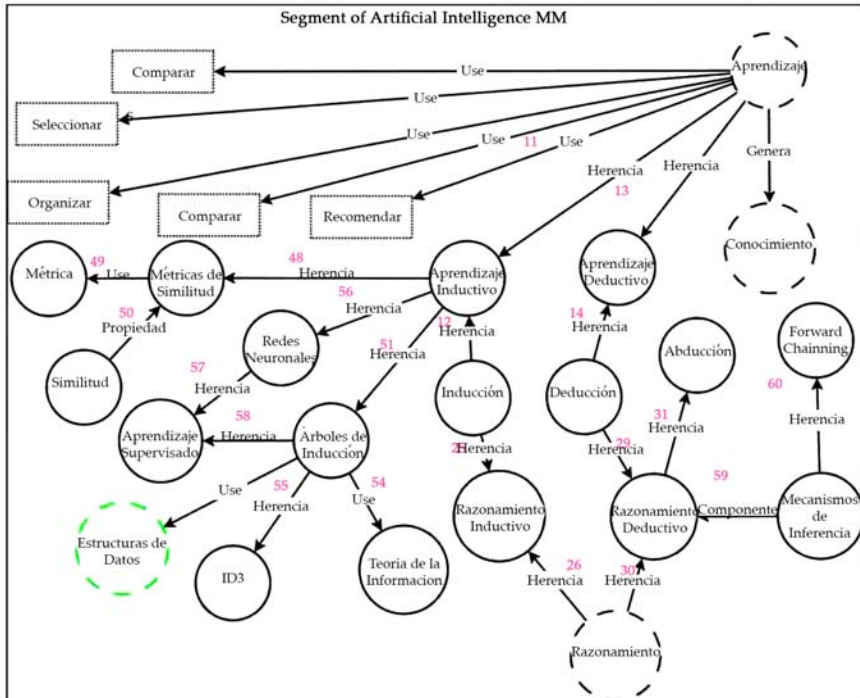 Segment of Artificial Intelligence MM
Aprendizaje
Comparar
Use
Use
Seleccionar
Use
Use
11
Use
Herencia
13
Herencia
Genera
Organizar
Comparar
Recomendar
Conocimiento
Métrica
49
Use
Métricas de
Similitud
48
Herencia
Aprendizaje
Inductivo
Aprendizaje
Deductivo
50
Propiedad
56
Herencia
12
Herencia
14
Herencia
Forward
Chainning
Redes
Neuronales
51
Herencia
Abducción
Similitud
57
Herencia
Inducción
Deducción
60
Herencia
31
Herencia
Aprendizaje
Supervisado
58
Herencia
Árboles de
Inducción
Herencia
29
Herencia
59
Componente
Use
55
Herencia
54
Use
Razonamiento
Inductivo
Razonamiento
Deductivo
Mecanismos
de
Inferencia
Estructuras de
Datos
ID3
Teoria de la
Informacion
26
Herencia
30
Herencia
Razonamiento